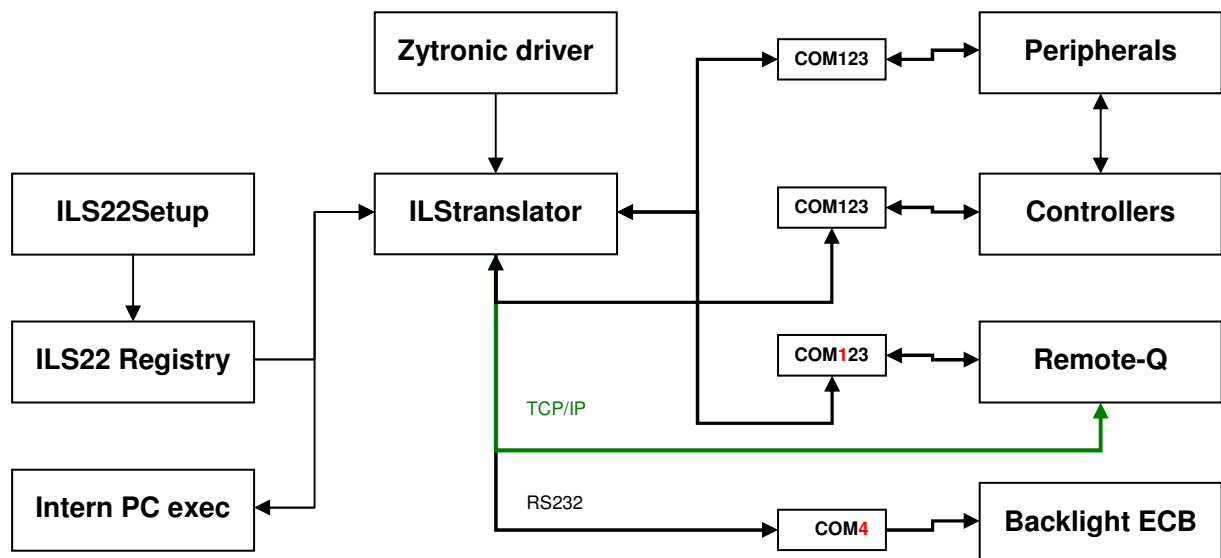 Zytronic driver
COM123
Peripherals
ILS22Setup
ILStranslator
COM123
Controllers
ILS22 Registry
COM123
Remote-Q
TCP/IP
Intern PC exec
RS232
COM4
Backlight ECB